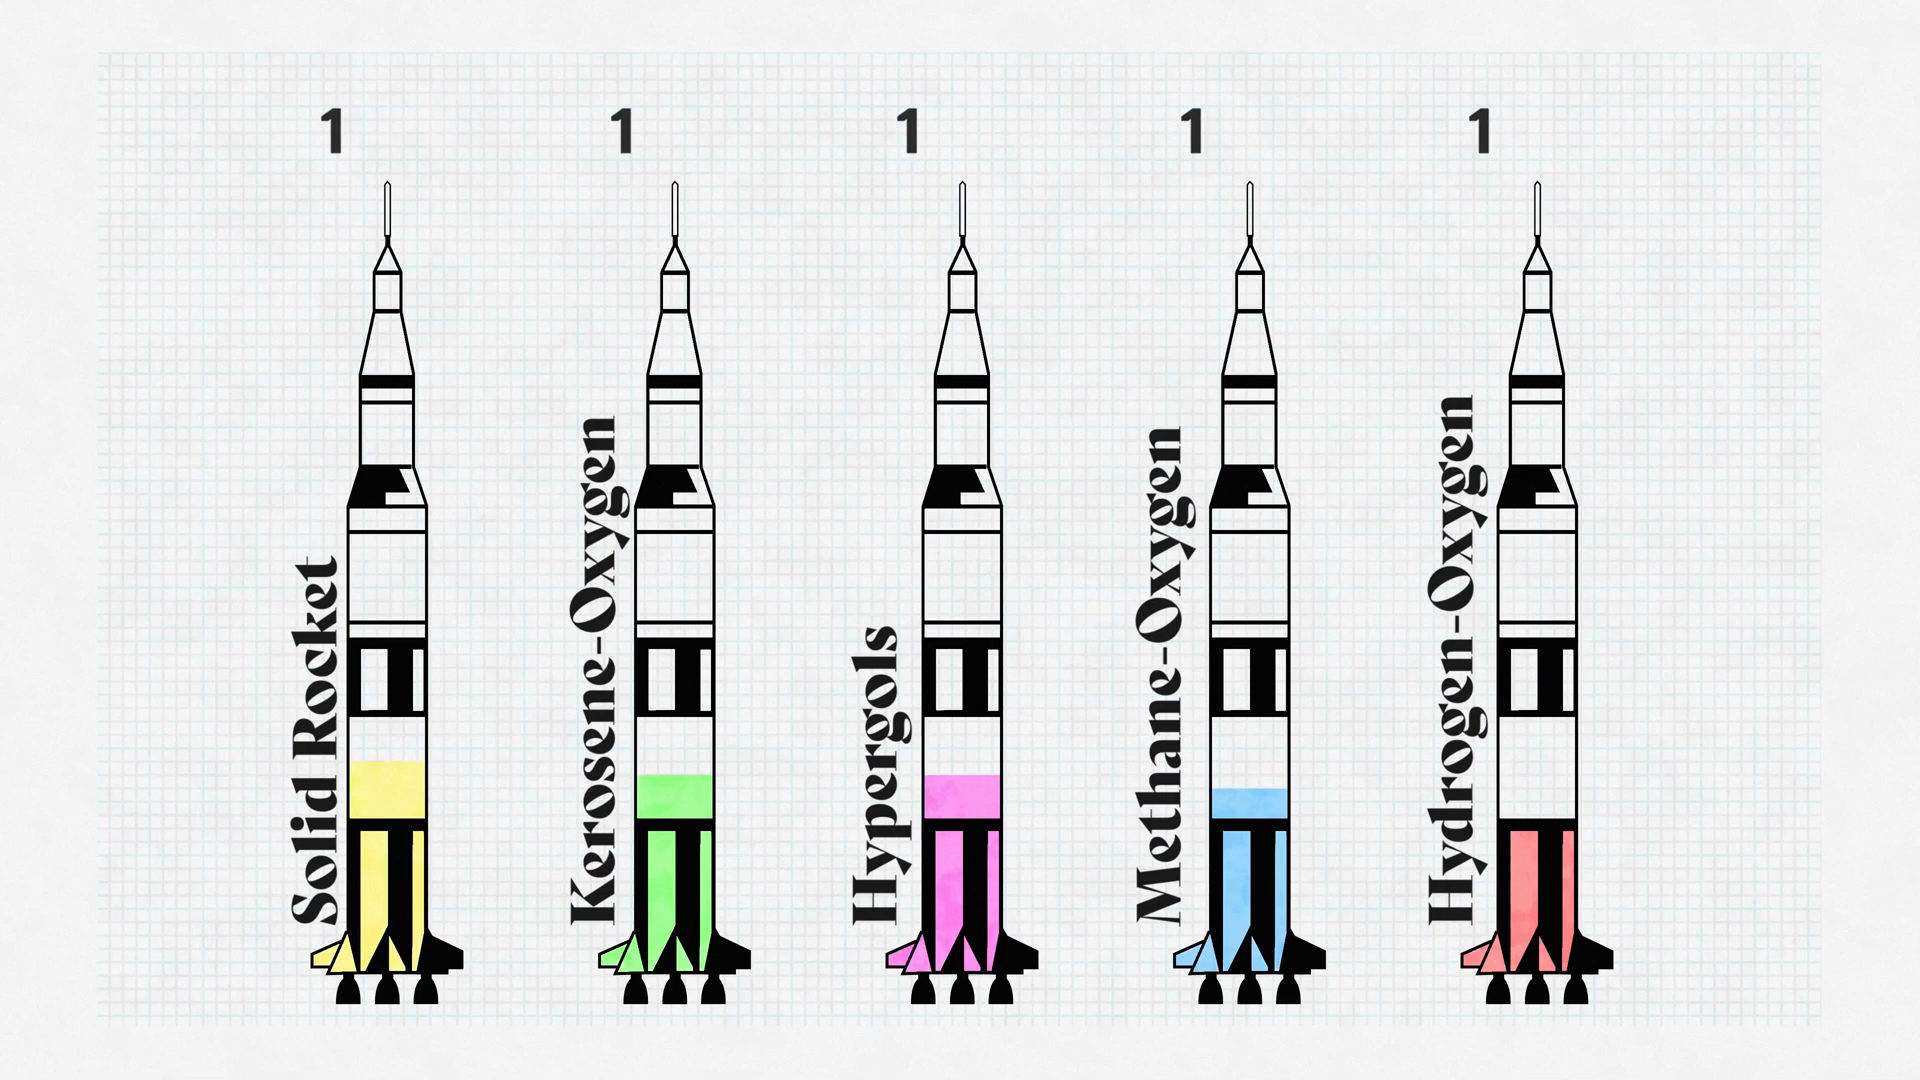 1
1
1
1
1
Solid Rocket
Kerosene-Oxygen
Hypergols
Methane-Oxygen
Hydrogen-Oxygen